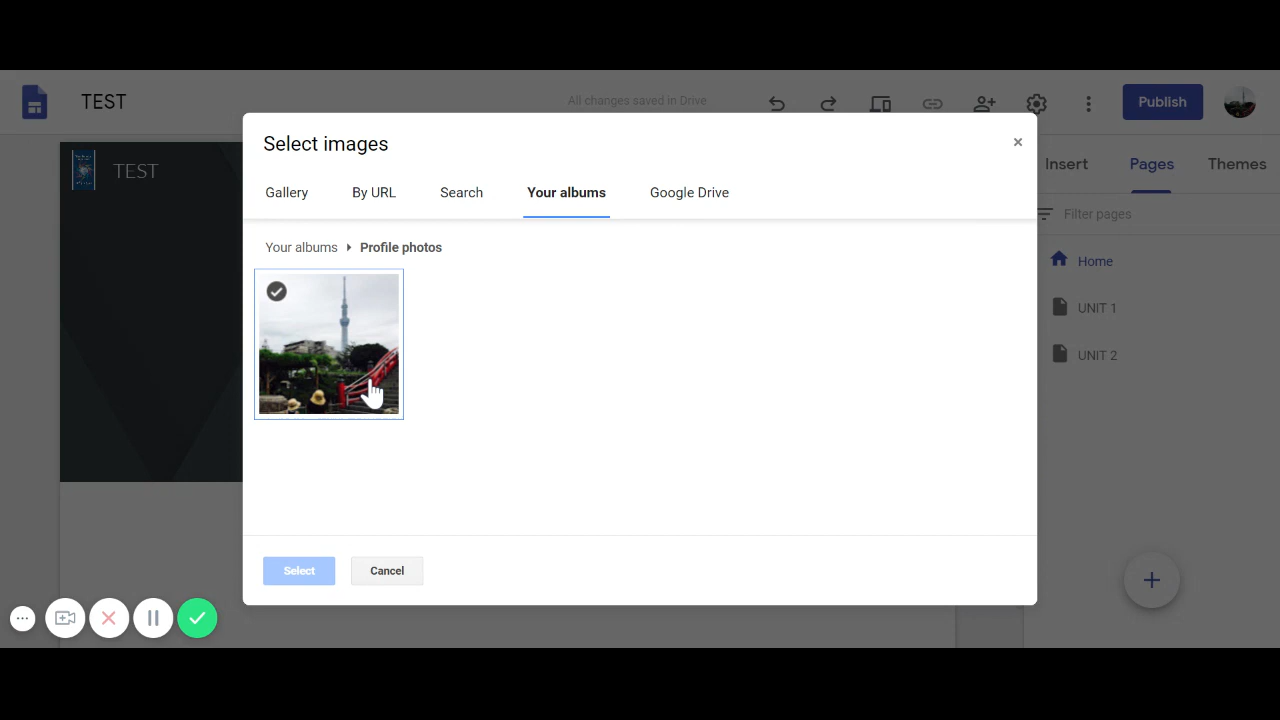 TEST
All changes saved in Drive
Publish
TEST
Insert
Pages
Themes
Filter pages
Home
UNIT 1
UNIT 2
Select images
×
Gallery
By URL
Search
Your albums
Google Drive
Your albums
Profile photos
Select
Cancel